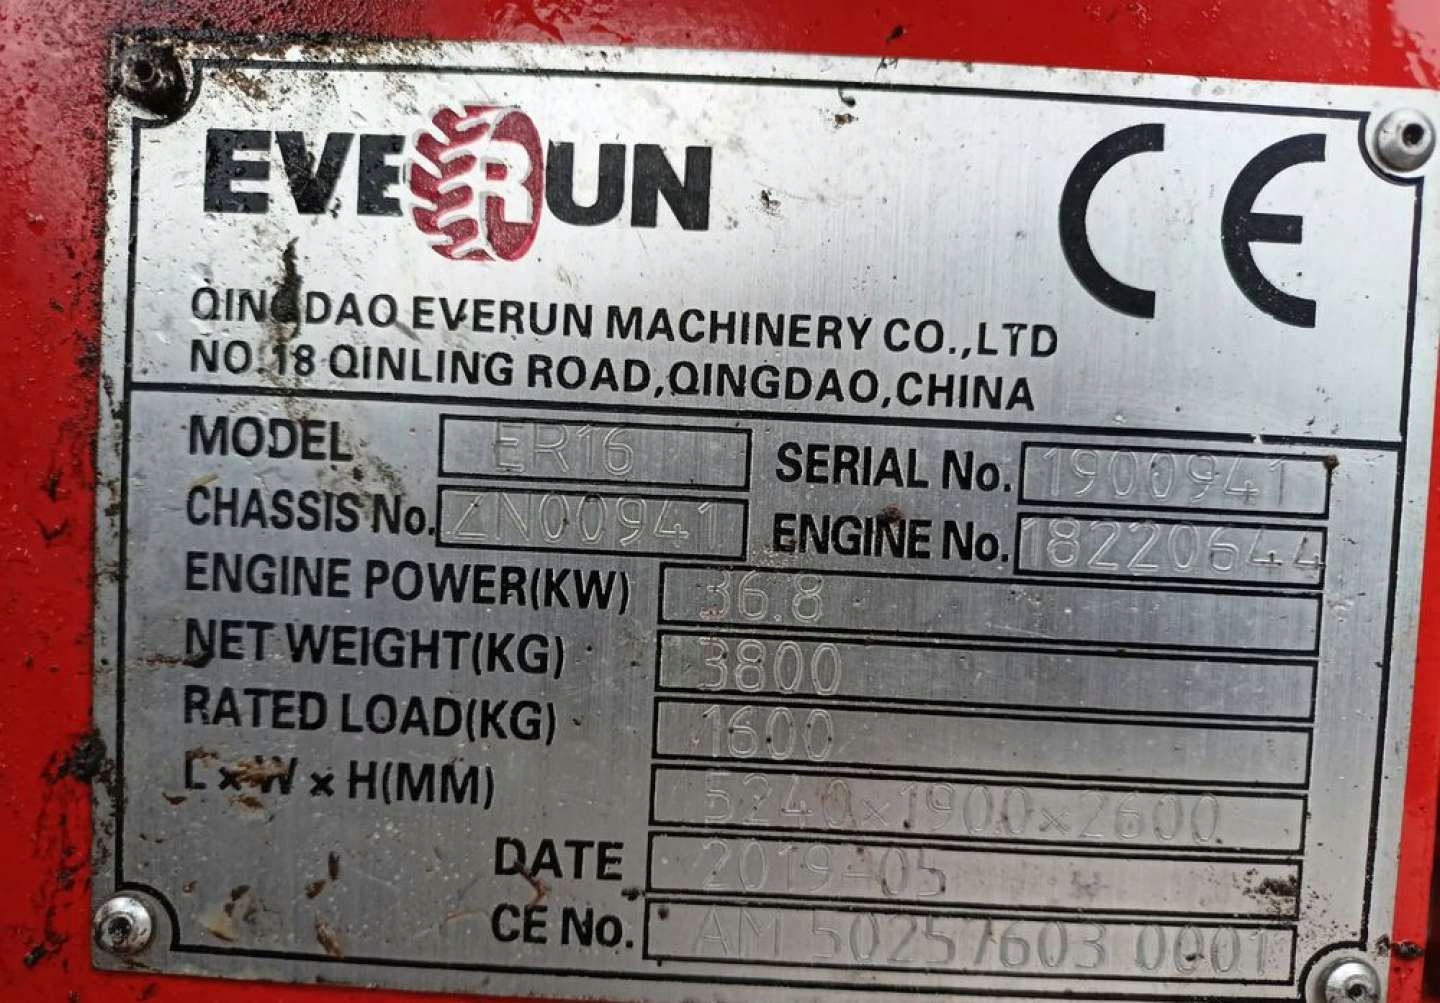 EVERUN CE
QINGDAO EVERUN MACHINERY CO.,LTD
NO.18 QINLING ROAD,QINGDAO,CHINA
MODEL ER16 SERIAL No. 1900941
CHASSIS No. ZN00941 ENGINE No. 18220644
ENGINE POWER(KW) 36.8
NET WEIGHT(KG) 3800
RATED LOAD(KG) 1600
L×W×H(MM) 5240×1900×2600
DATE 2019-05
CE No. AM 50257603 0001